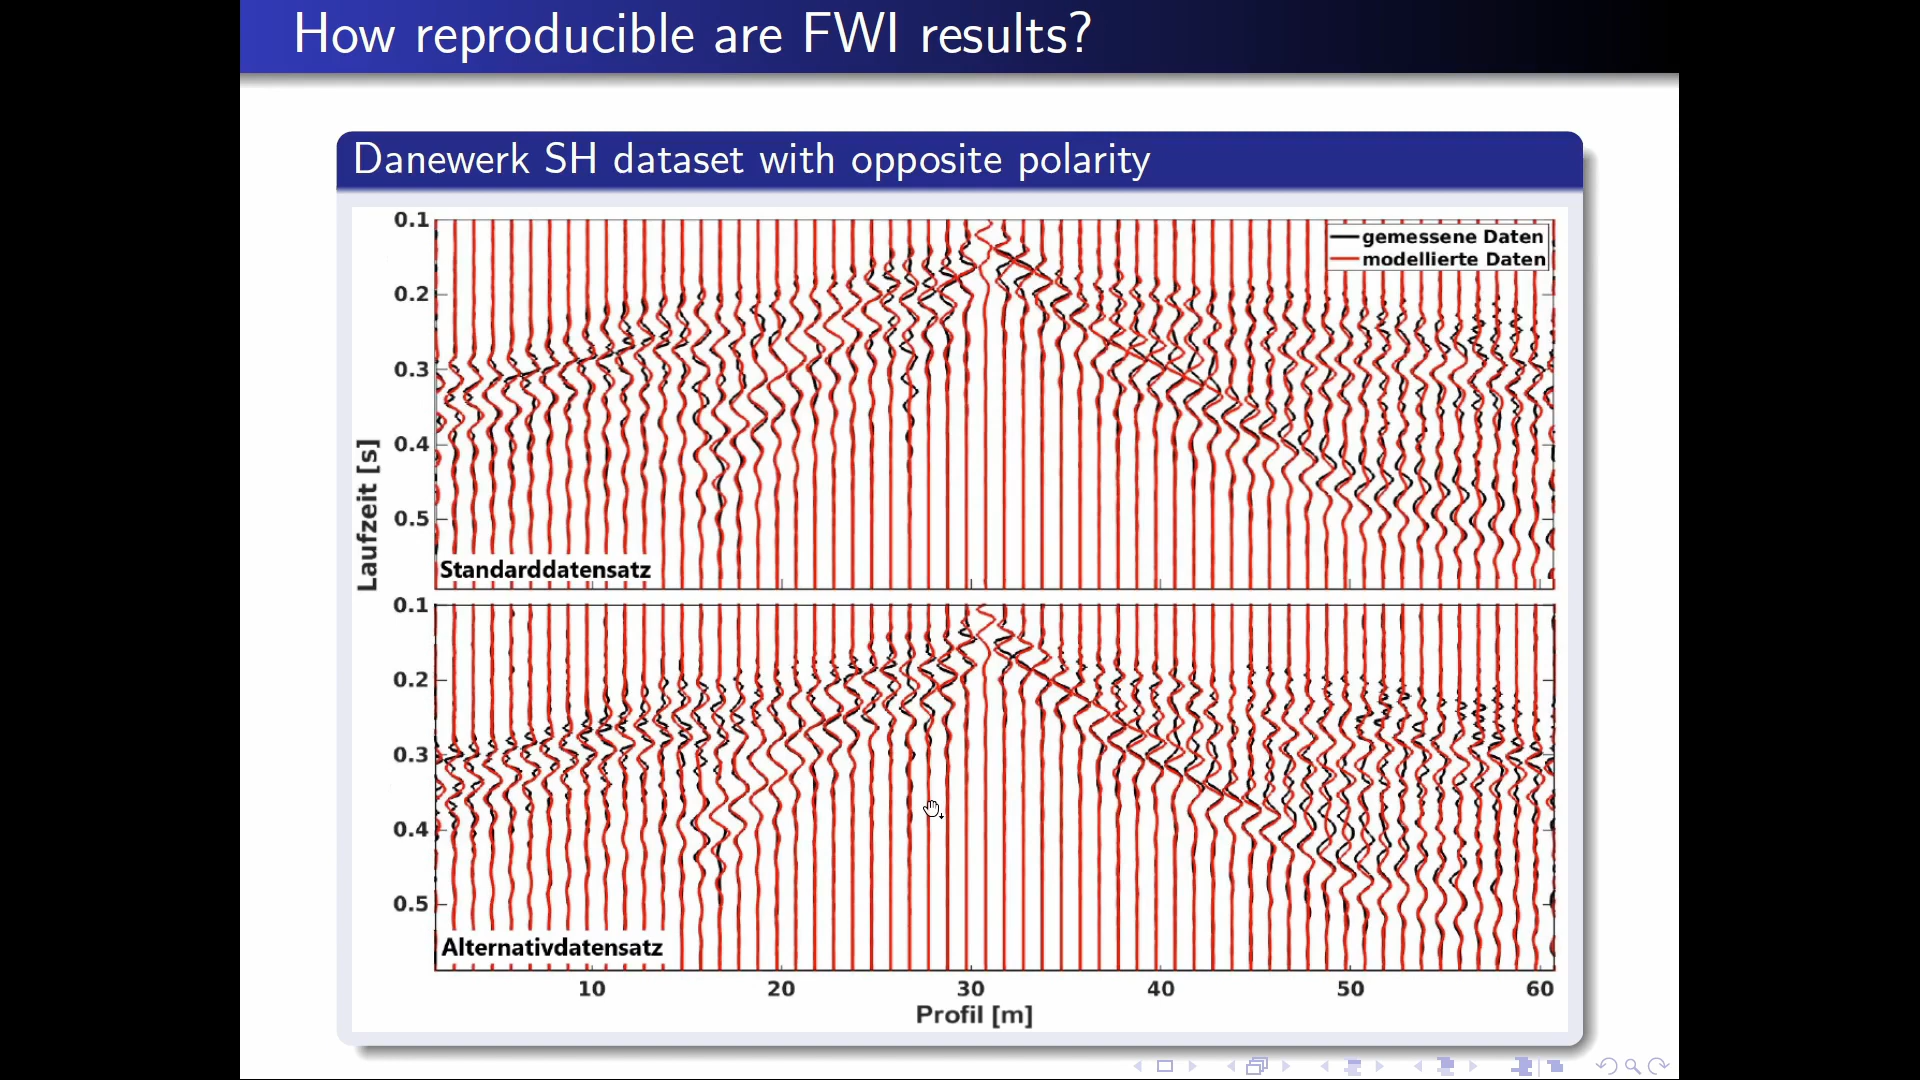 How reproducible are FWI results?
Danewerk SH dataset with opposite polarity
gemessene Daten
modellierte Daten
0.1
0.2
0.3
0.4
0.5
Laufzeit [s]
Standarddatensatz
0.1
0.2
0.3
0.4
0.5
Alternativdatensatz
10 20 30 40 50 60
Profil [m]